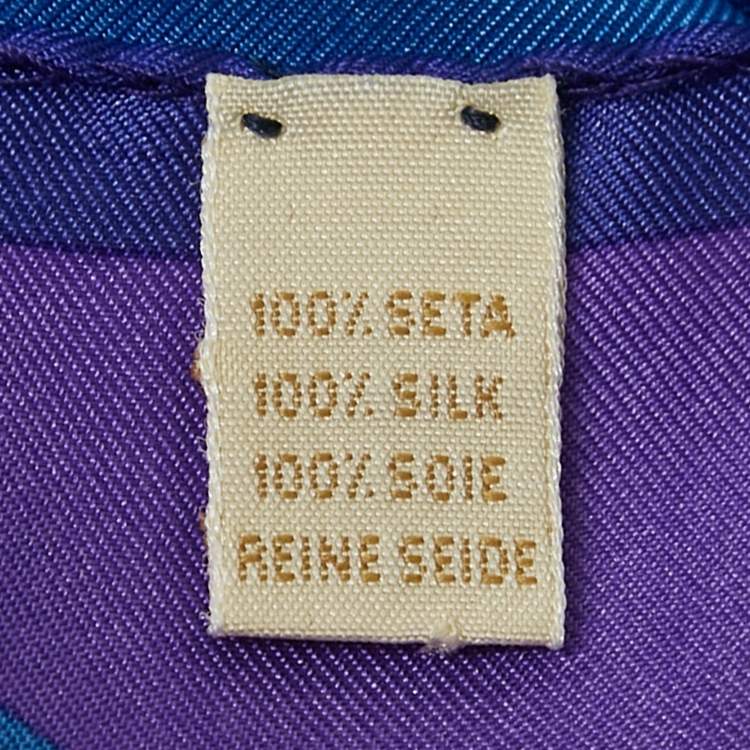 100% SETA
100% SILK
100% SOIE
REINE SEIDE